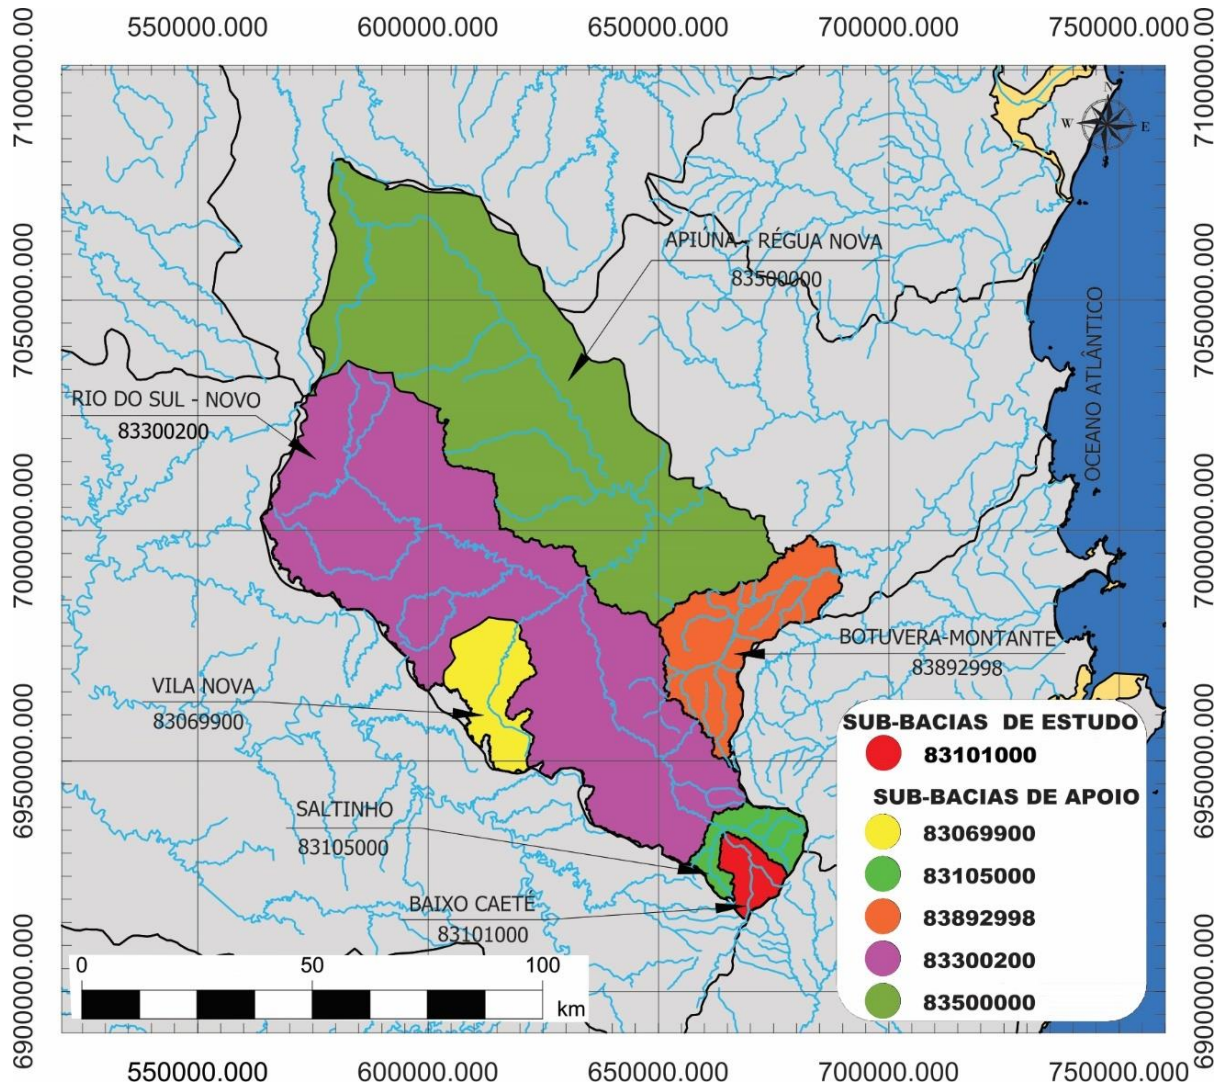 550000.000 600000.000 650000.000 700000.000 750000.000
7100000.00
7050000.000
7000000.000
6950000.000
6900000.000
7100000.00
7050000.000
7000000.000
6950000.000
6900000.000
N
W E
S
APIÚNA - RÉGUA NOVA
83500000
OCEANO ATLÂNTICO
RIO DO SUL - NOVO
83300200
BOTUVERA-MONTANTE
83892998
VILA NOVA
83069900
SALTINHO
83105000
BAIXO CAETÉ
83101000
SUB-BACIAS DE ESTUDO
83101000
SUB-BACIAS DE APOIO
83069900
83105000
83892998
83300200
83500000
0 50 100
km
550000.000 600000.000 650000.000 700000.000 750000.000